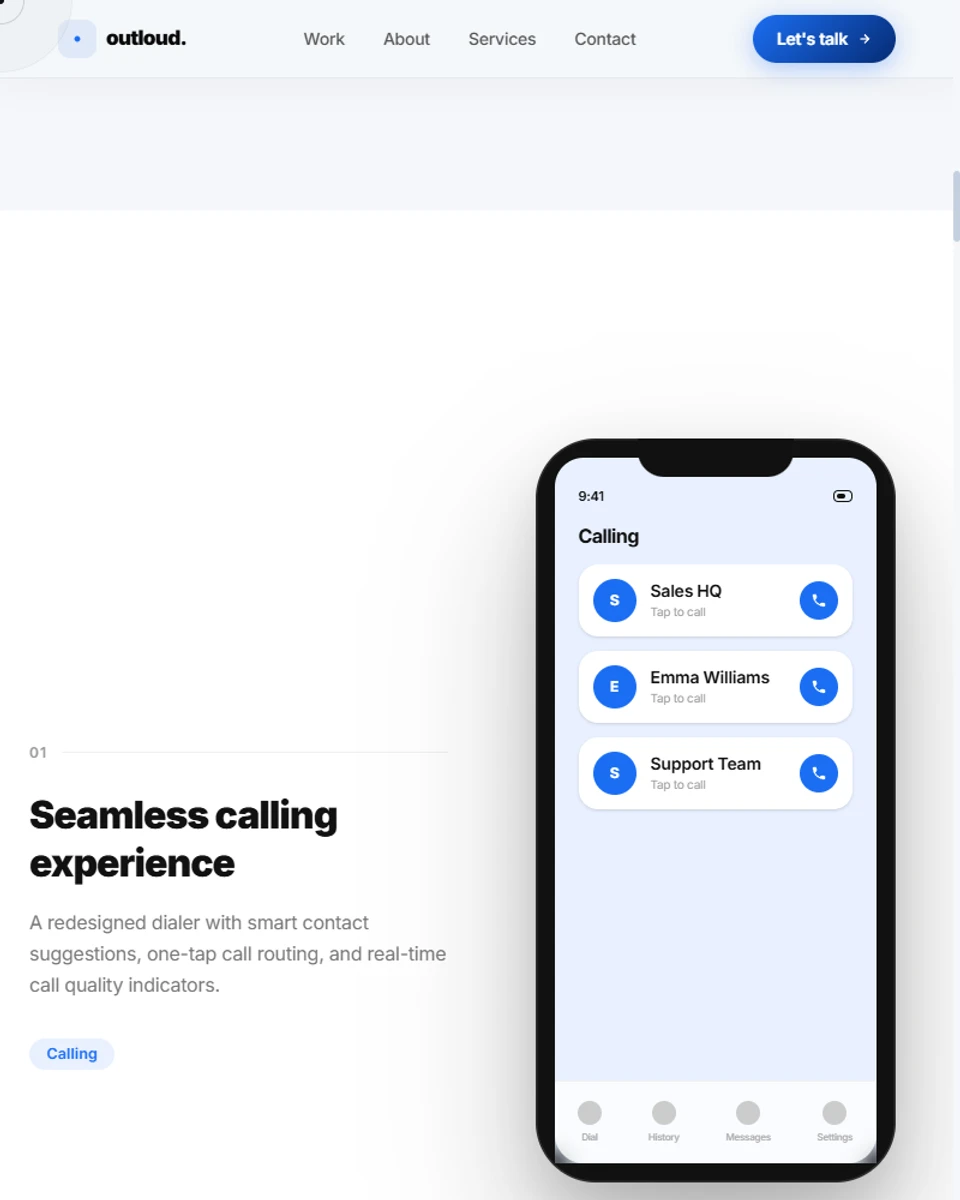 outloud.
Work
About
Services
Contact
Let's talk →
9:41
Calling
S
Sales HQ
Tap to call
E
Emma Williams
Tap to call
S
Support Team
Tap to call
Dial
History
Messages
Settings
01
Seamless calling
experience
A redesigned dialer with smart contact
suggestions, one-tap call routing, and real-time
call quality indicators.
Calling